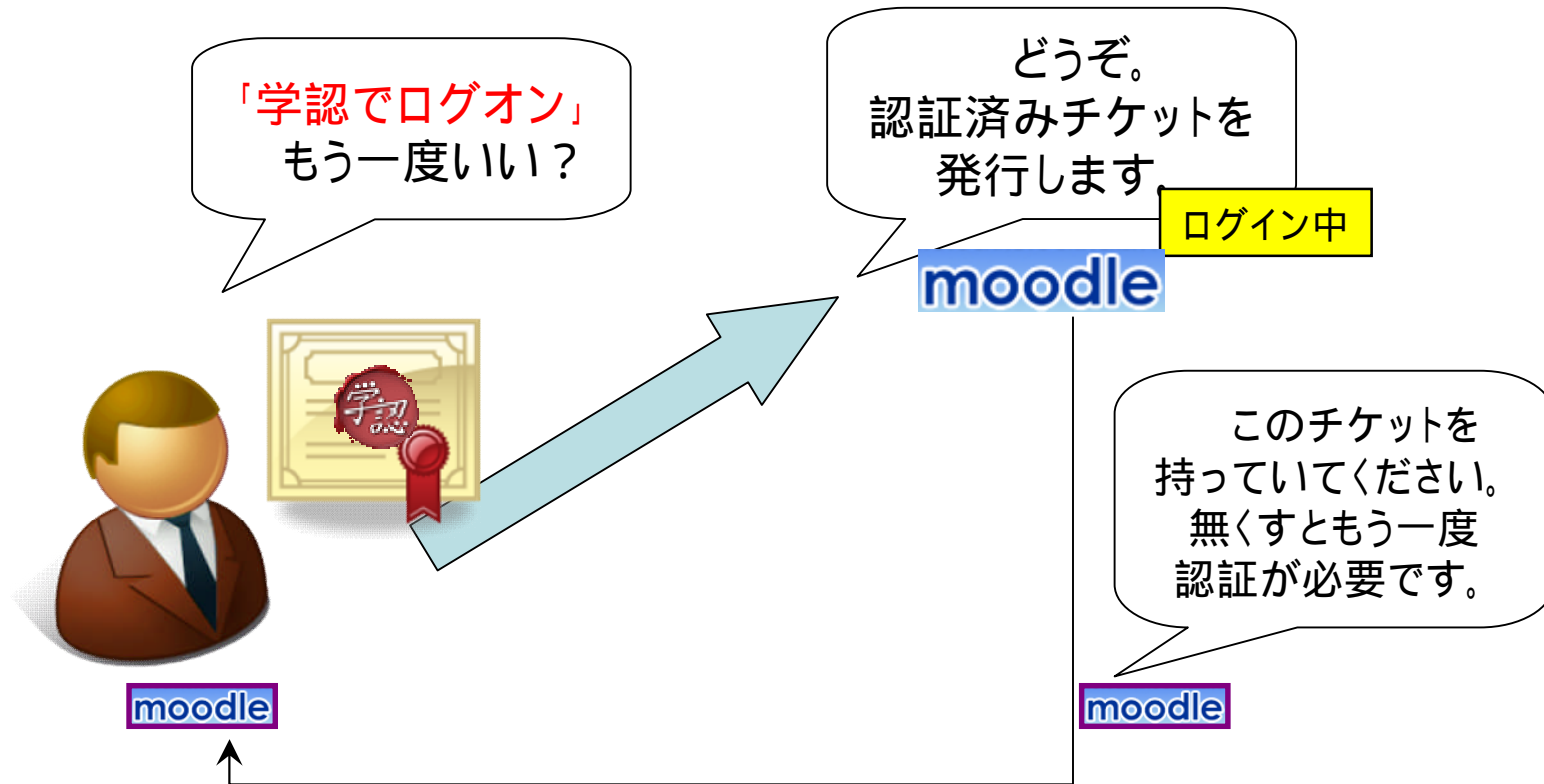 「学認でログオン」
もう一度いい？
どうぞ。
認証済みチケットを
発行します。
ログイン中
moodle
学認
このチケットを
持っていてください。
無くすともう一度
認証が必要です。
moodle
moodle